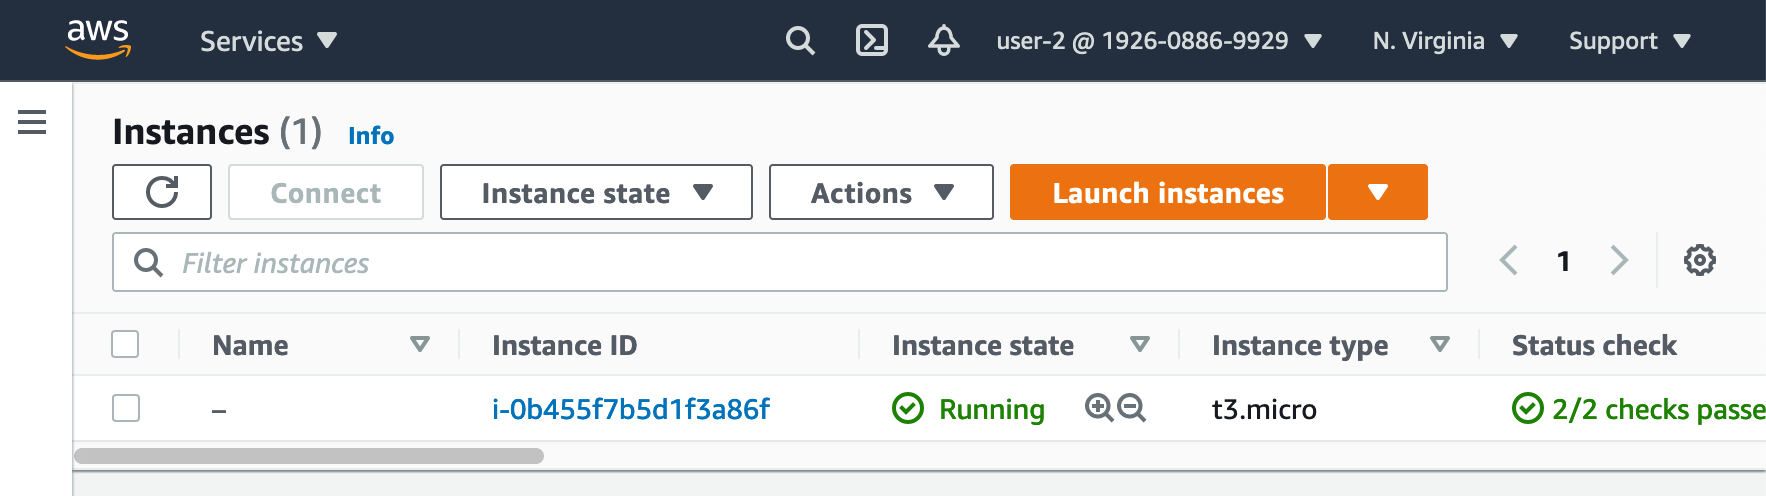 aws Services user-2 @ 1926-0886-9929 N. Virginia Support
Instances (1) Info
Connect Instance state Actions Launch instances
Filter instances 1
Name Instance ID Instance state Instance type Status check
– i-0b455f7b5d1f3a86f Running t3.micro 2/2 checks passe